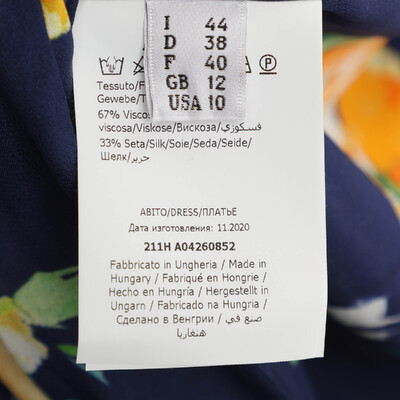 I 44
D 38
F 40
GB 12
USA 10
P
Tessuto/F
Gewebe/T
67% Viscos
viscosa/Viskose/Вискоза/فسكوزي/
33% Seta/Silk/Soie/Seda/Seide/
Шелк/حرير/
ABITO/DRESS/ПЛАТЬЕ
Дата изготовления: 11.2020
211H A04260852
Fabbricato in Ungheria / Made in
Hungary / Fabriqué en Hongrie /
Hecho en Hungría / Hergestellt in
Ungarn / Fabricado na Hungria /
Сделано в Венгрии / صنع في
هنغاريا